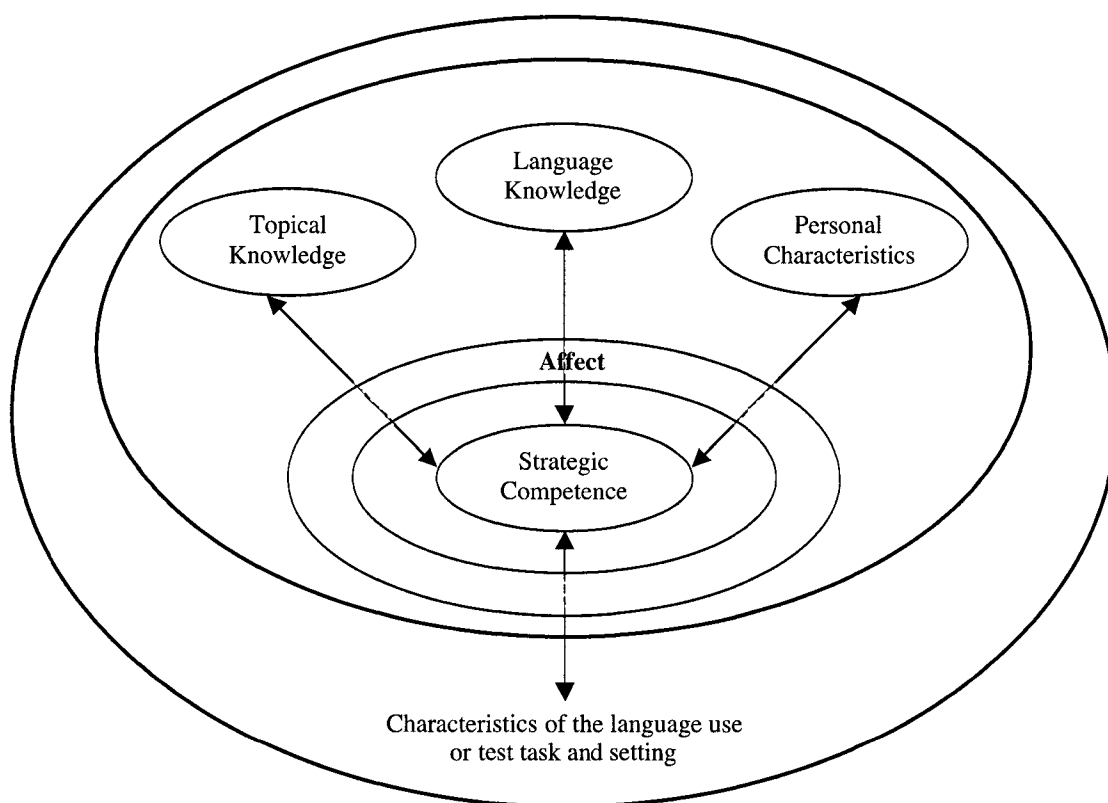 Language
Knowledge
Topical
Knowledge
Personal
Characteristics
Affect
Strategic
Competence
Characteristics of the language use
or test task and setting